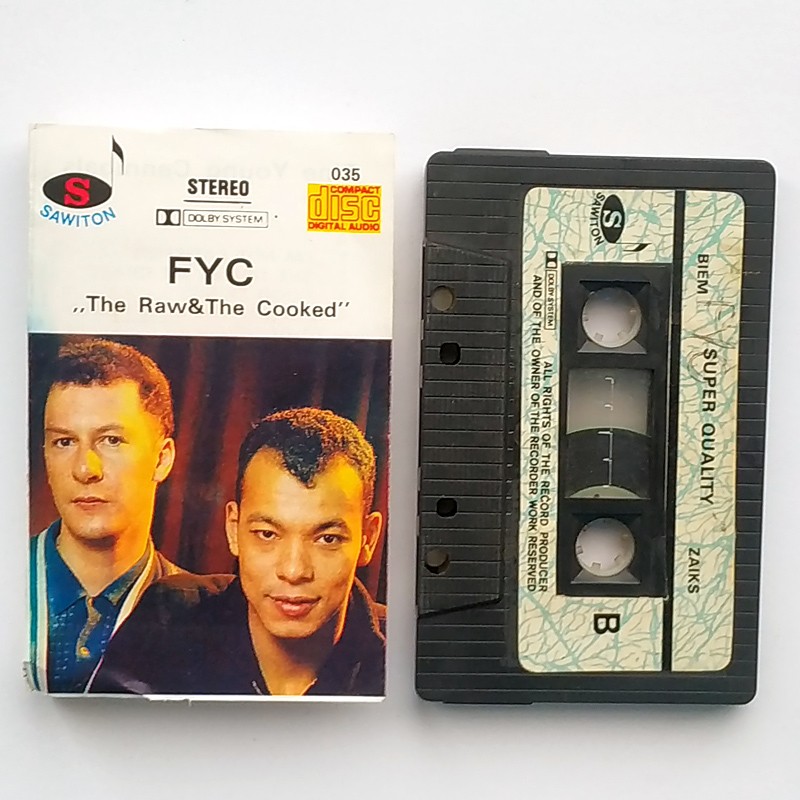 S
SAWITON
STEREO
DOLBY SYSTEM
035
COMPACT
disc
DIGITAL AUDIO
FYC
,,The Raw&The Cooked''
S
SAWITON
BIEM
SUPER QUALITY
ZAIKS
DOLBY SYSTEM
ALL RIGHTS OF THE RECORD PRODUCER
AND OF THE OWNER OF THE RECORDER WORK RESERVED
B